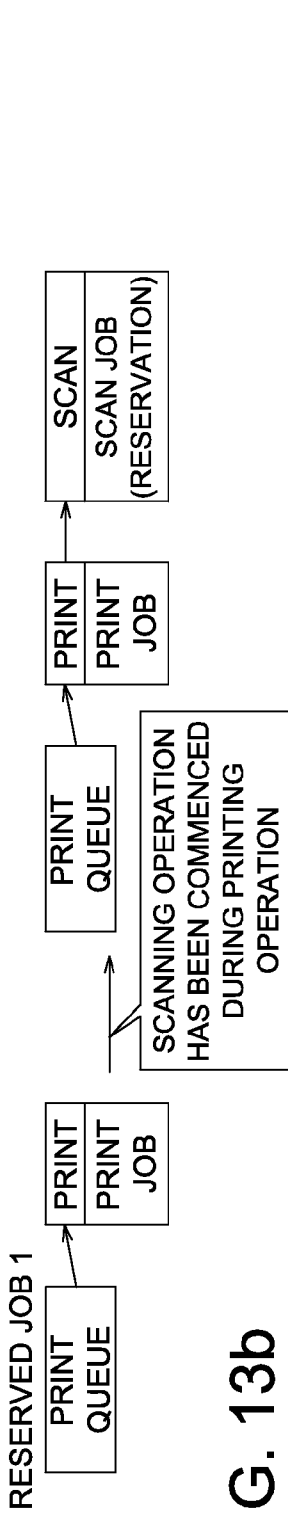 RESERVED JOB 1
PRINT
QUEUE
PRINT
PRINT
JOB
SCANNING OPERATION
HAS BEEN COMMENCED
DURING PRINTING
OPERATION
PRINT
QUEUE
PRINT
PRINT
JOB
SCAN
SCAN JOB
(RESERVATION)
G. 13b